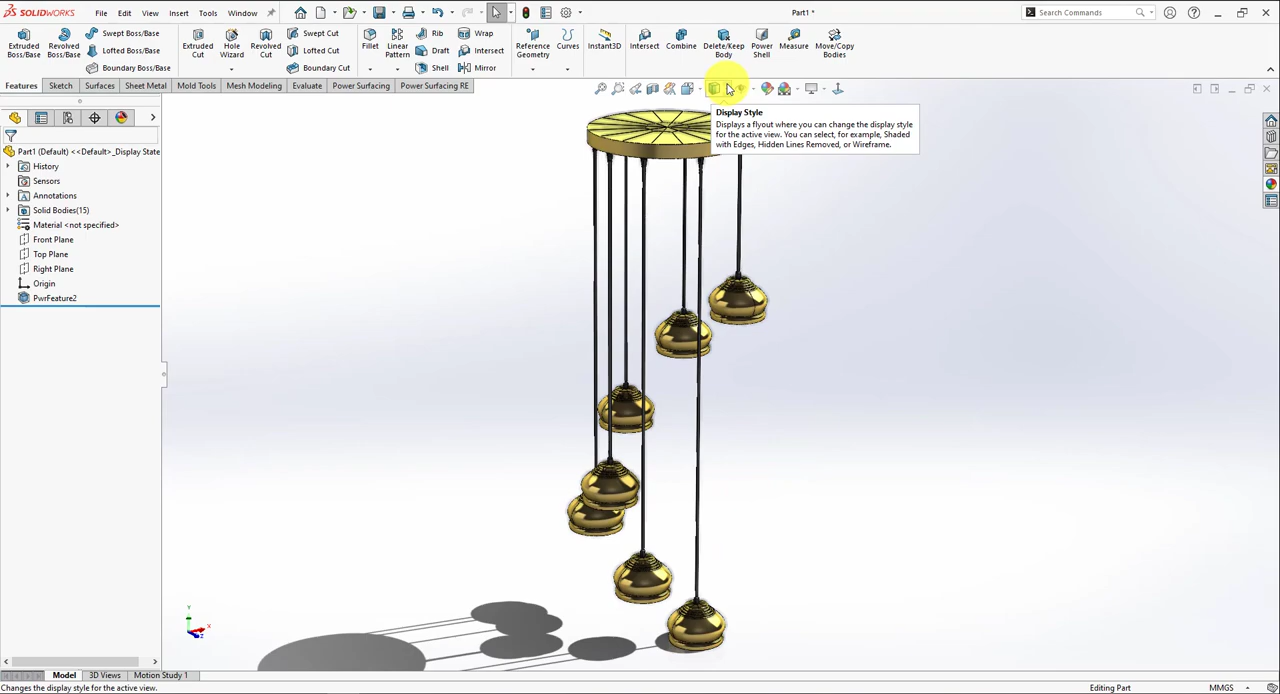 SOLIDWORKS
File
Edit
View
Insert
Tools
Window
Part1 *
Search Commands
Extruded Boss/Base
Revolved Boss/Base
Swept Boss/Base
Lofted Boss/Base
Boundary Boss/Base
Extruded Cut
Hole Wizard
Revolved Cut
Swept Cut
Lofted Cut
Boundary Cut
Fillet
Linear Pattern
Rib
Draft
Shell
Wrap
Intersect
Mirror
Reference Geometry
Curves
Instant3D
Intersect
Combine
Delete/Keep Body
Power Shell
Measure
Move/Copy Bodies
Features
Sketch
Surfaces
Sheet Metal
Mold Tools
Mesh Modeling
Evaluate
Power Surfacing
Power Surfacing RE
Display Style
Displays a flyout where you can change the display style
for the active view. You can select, for example, Shaded
with Edges, Hidden Lines Removed, or Wireframe.
Part1 (Default) <<Default>_Display State
History
Sensors
Annotations
Solid Bodies(15)
Material <not specified>
Front Plane
Top Plane
Right Plane
Origin
PwrFeature2
Y
X
Z
Model
3D Views
Motion Study 1
Changes the display style for the active view.
Editing Part
MMGS